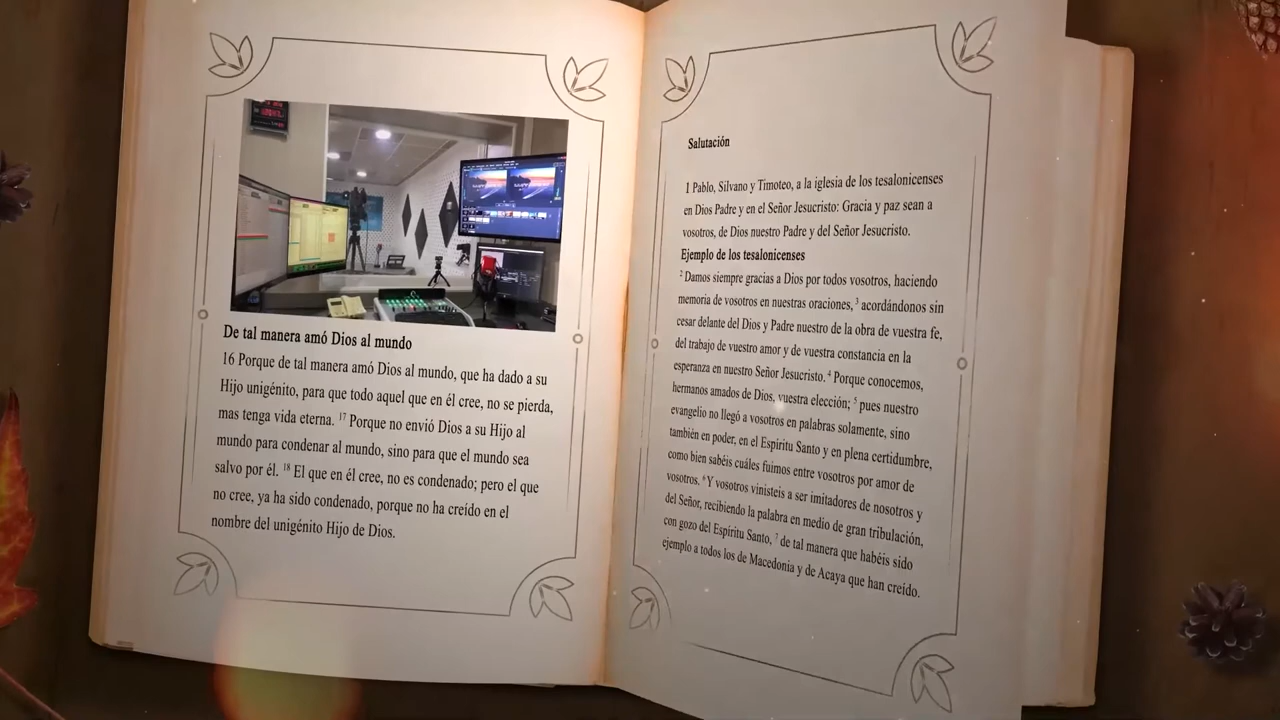 De tal manera amó Dios al mundo
16 Porque de tal manera amó Dios al mundo, que ha dado a su
Hijo unigénito, para que todo aquel que en él cree, no se pierda,
mas tenga vida eterna. 17 Porque no envió Dios a su Hijo al
mundo para condenar al mundo, sino para que el mundo sea
salvo por él. 18 El que en él cree, no es condenado; pero el que
no cree, ya ha sido condenado, porque no ha creído en el
nombre del unigénito Hijo de Dios.
Salutación
1 Pablo, Silvano y Timoteo, a la iglesia de los tesalonicenses
en Dios Padre y en el Señor Jesucristo: Gracia y paz sean a
vosotros, de Dios nuestro Padre y del Señor Jesucristo.
Ejemplo de los tesalonicenses
2 Damos siempre gracias a Dios por todos vosotros, haciendo
memoria de vosotros en nuestras oraciones, 3 acordándonos sin
cesar delante del Dios y Padre nuestro de la obra de vuestra fe,
del trabajo de vuestro amor y de vuestra constancia en la
esperanza en nuestro Señor Jesucristo. 4 Porque conocemos,
hermanos amados de Dios, vuestra elección; 5 pues nuestro
evangelio no llegó a vosotros en palabras solamente, sino
también en poder, en el Espíritu Santo y en plena certidumbre,
como bien sabéis cuáles fuimos entre vosotros por amor de
vosotros. 6 Y vosotros vinisteis a ser imitadores de nosotros y
del Señor, recibiendo la palabra en medio de gran tribulación,
con gozo del Espíritu Santo, 7 de tal manera que habéis sido
ejemplo a todos los de Macedonia y de Acaya que han creído.